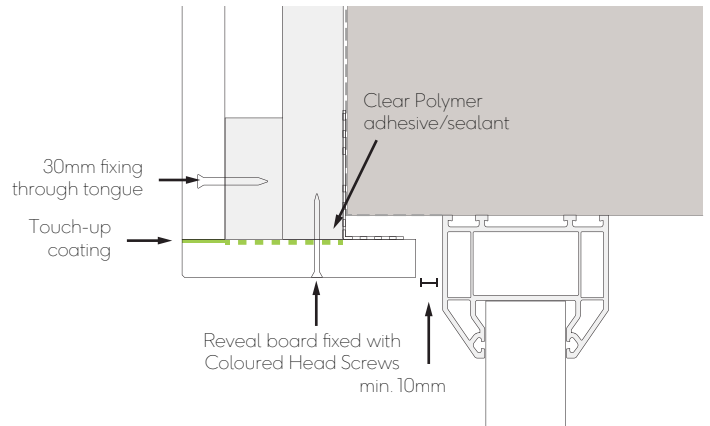 Clear Polymer
adhesive/sealant
30mm fixing
through tongue
Touch-up
coating
Reveal board fixed with
Coloured Head Screws
min. 10mm